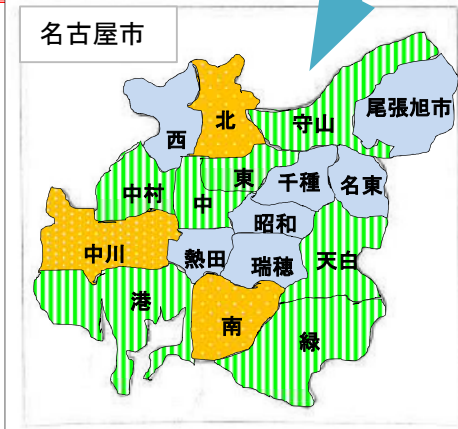 名古屋市
北
守山
尾張旭市
西
東
千種
名東
中村
中
昭和
中川
熱田
瑞穂
天白
港
南
緑